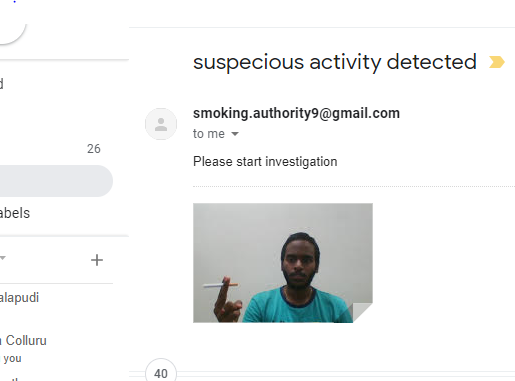 suspecious activity detected
smoking.authority9@gmail.com
to me
Please start investigation
d
26
abels
alapudi
Colluru
you
40